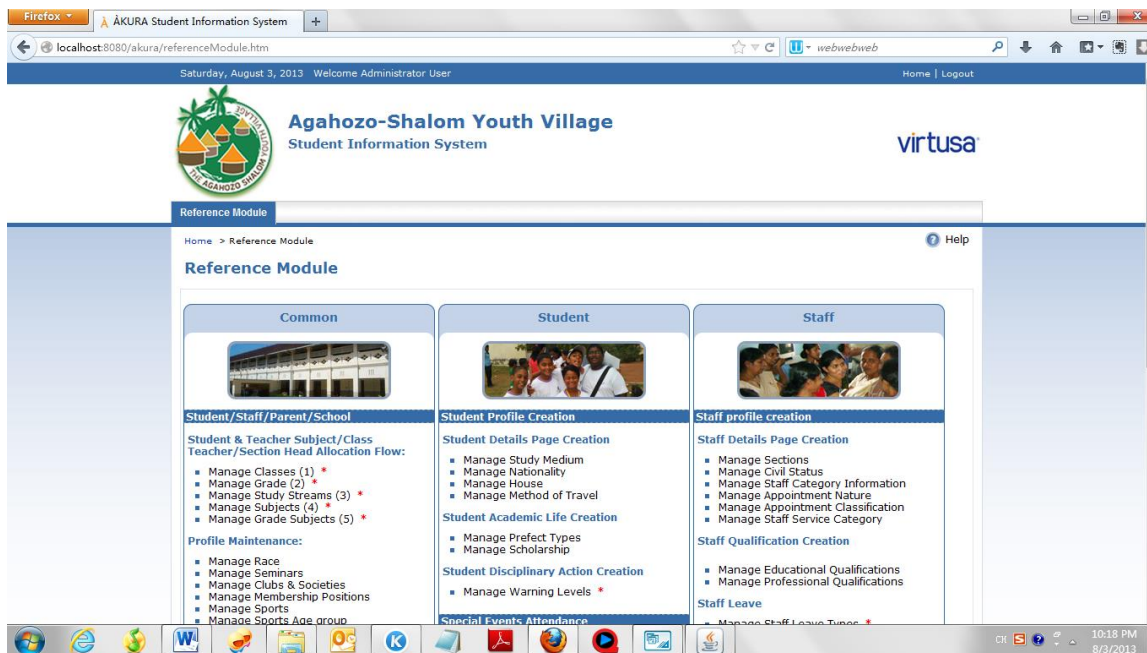 Firefox
ÀKURA Student Information System
localhost:8080/akura/referenceModule.htm
webwebweb
Saturday, August 3, 2013 Welcome Administrator User
Home | Logout
THE AGAHOZO SHALOM YOUTH VILLAGE
Agahozo-Shalom Youth Village
Student Information System
virtusa
Reference Module
Home > Reference Module
Help
Reference Module
Common
Student/Staff/Parent/School
Student & Teacher Subject/Class
Teacher/Section Head Allocation Flow:
Manage Classes (1) *
Manage Grade (2) *
Manage Study Streams (3) *
Manage Subjects (4) *
Manage Grade Subjects (5) *
Profile Maintenance:
Manage Race
Manage Seminars
Manage Clubs & Societies
Manage Membership Positions
Manage Sports
Manage Sports Age group
Student
Student Profile Creation
Student Details Page Creation
Manage Study Medium
Manage Nationality
Manage House
Manage Method of Travel
Student Academic Life Creation
Manage Prefect Types
Manage Scholarship
Student Disciplinary Action Creation
Manage Warning Levels *
Special Events Attendance
Staff
Staff profile creation
Staff Details Page Creation
Manage Sections
Manage Civil Status
Manage Staff Category Information
Manage Appointment Nature
Manage Appointment Classification
Manage Staff Service Category
Staff Qualification Creation
Manage Educational Qualifications
Manage Professional Qualifications
Staff Leave
Manage Staff Leave Types *
10:18 PM
8/3/2013